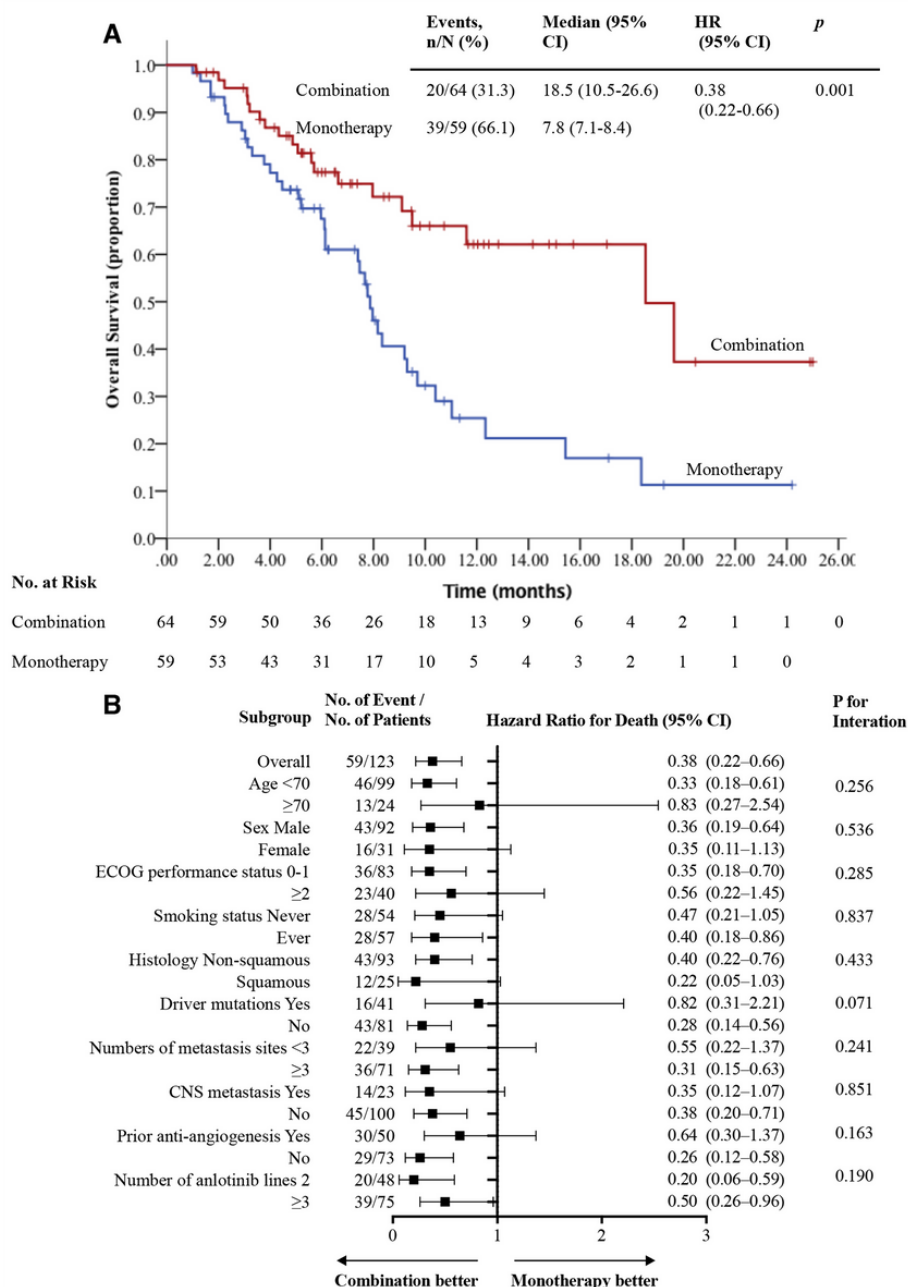 A
Events, n/N (%) Median (95% CI) HR (95% CI) p
Combination 20/64 (31.3) 18.5 (10.5-26.6) 0.38 (0.22-0.66) 0.001
Monotherapy 39/59 (66.1) 7.8 (7.1-8.4)
Overall Survival (proportion)
1.0
0.9
0.8
0.7
0.6
0.5
0.4
0.3
0.2
0.1
0.0
Combination
Monotherapy
.00 2.00 4.00 6.00 8.00 10.00 12.00 14.00 16.00 18.00 20.00 22.00 24.00 26.00
Time (months)
No. at Risk
Combination 64 59 50 36 26 18 13 9 6 4 2 1 1 0
Monotherapy 59 53 43 31 17 10 5 4 3 2 1 1 0
B
Subgroup No. of Event / No. of Patients Hazard Ratio for Death (95% CI) P for Interation
Overall 59/123 0.38 (0.22–0.66)
Age <70 46/99 0.33 (0.18–0.61) 0.256
≥70 13/24 0.83 (0.27–2.54)
Sex Male 43/92 0.36 (0.19–0.64) 0.536
Female 16/31 0.35 (0.11–1.13)
ECOG performance status 0-1 36/83 0.35 (0.18–0.70) 0.285
≥2 23/40 0.56 (0.22–1.45)
Smoking status Never 28/54 0.47 (0.21–1.05) 0.837
Ever 28/57 0.40 (0.18–0.86)
Histology Non-squamous 43/93 0.40 (0.22–0.76) 0.433
Squamous 12/25 0.22 (0.05–1.03)
Driver mutations Yes 16/41 0.82 (0.31–2.21) 0.071
No 43/81 0.28 (0.14–0.56)
Numbers of metastasis sites <3 22/39 0.55 (0.22–1.37) 0.241
≥3 36/71 0.31 (0.15–0.63)
CNS metastasis Yes 14/23 0.35 (0.12–1.07) 0.851
No 45/100 0.38 (0.20–0.71)
Prior anti-angiogenesis Yes 30/50 0.64 (0.30–1.37) 0.163
No 29/73 0.26 (0.12–0.58)
Number of anlotinib lines 2 20/48 0.20 (0.06–0.59) 0.190
≥3 39/75 0.50 (0.26–0.96)
0 1 2 3
Combination better Monotherapy better